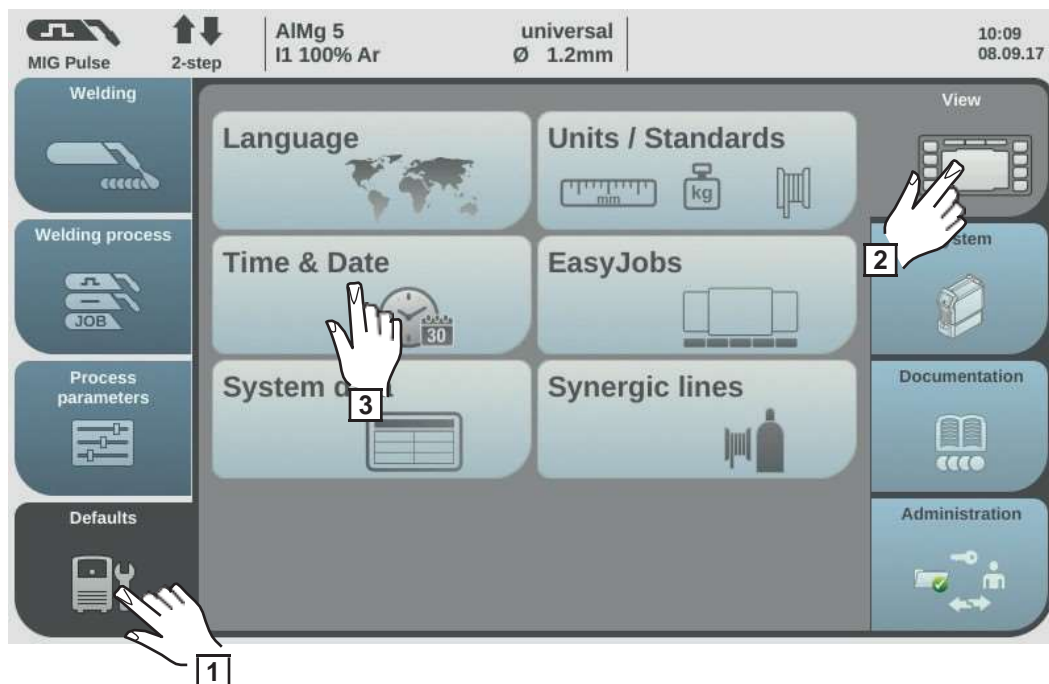 MIG Pulse
2-step
AlMg 5
I1 100% Ar
universal
Ø 1.2mm
10:09
08.09.17
Welding
Welding process
JOB
Process
parameters
Defaults
Language
Units / Standards
mm
kg
Time & Date
30
EasyJobs
System
Synergic lines
View
Documentation
Administration
1
2
3